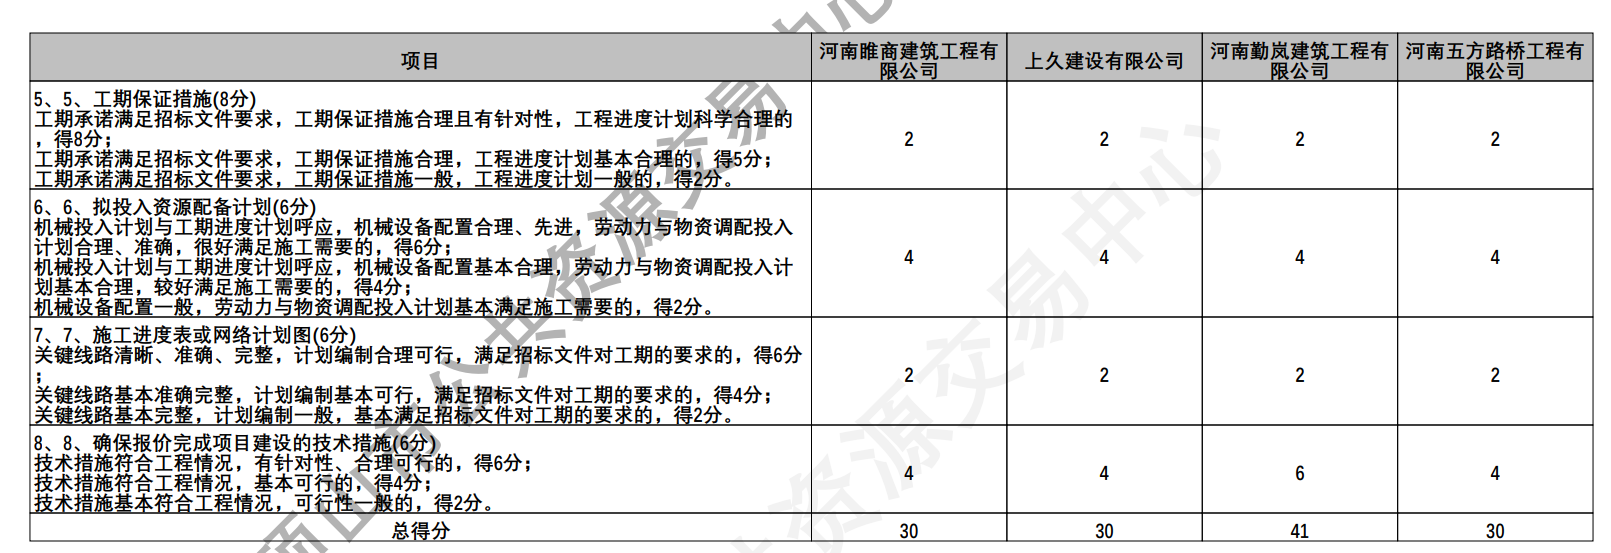 项目
河南睢商建筑工程有
限公司
上久建设有限公司
河南勤岚建筑工程有
限公司
河南五方路桥工程有
限公司
5、5、工期保证措施(8分)
工期承诺满足招标文件要求，工期保证措施合理且有针对性，工程进度计划科学合理的
，得8分；
工期承诺满足招标文件要求，工期保证措施合理，工程进度计划基本合理的，得5分；
工期承诺满足招标文件要求，工期保证措施一般，工程进度计划一般的，得2分。
2
2
2
2
6、6、拟投入资源配备计划(6分)
机械投入计划与工期进度计划呼应，机械设备配置合理、先进，劳动力与物资调配投入
计划合理、准确，很好满足施工需要的，得6分；
机械投入计划与工期进度计划呼应，机械设备配置基本合理，劳动力与物资调配投入计
划基本合理，较好满足施工需要的，得4分；
机械设备配置一般，劳动力与物资调配投入计划基本满足施工需要的，得2分。
4
4
4
4
7、7、施工进度表或网络计划图(6分)
关键线路清晰、准确、完整，计划编制合理可行，满足招标文件对工期的要求的，得6分
；
关键线路基本准确完整，计划编制基本可行，满足招标文件对工期的要求的，得4分；
关键线路基本完整，计划编制一般，基本满足招标文件对工期的要求的，得2分。
2
2
2
2
8、8、确保报价完成项目建设的技术措施(6分)
技术措施符合工程情况，有针对性、合理可行的，得6分；
技术措施符合工程情况，基本可行的，得4分；
技术措施基本符合工程情况，可行性一般的，得2分。
4
4
6
4
总得分
30
30
41
30
顶山市公共资源交易中心
资源交易中心